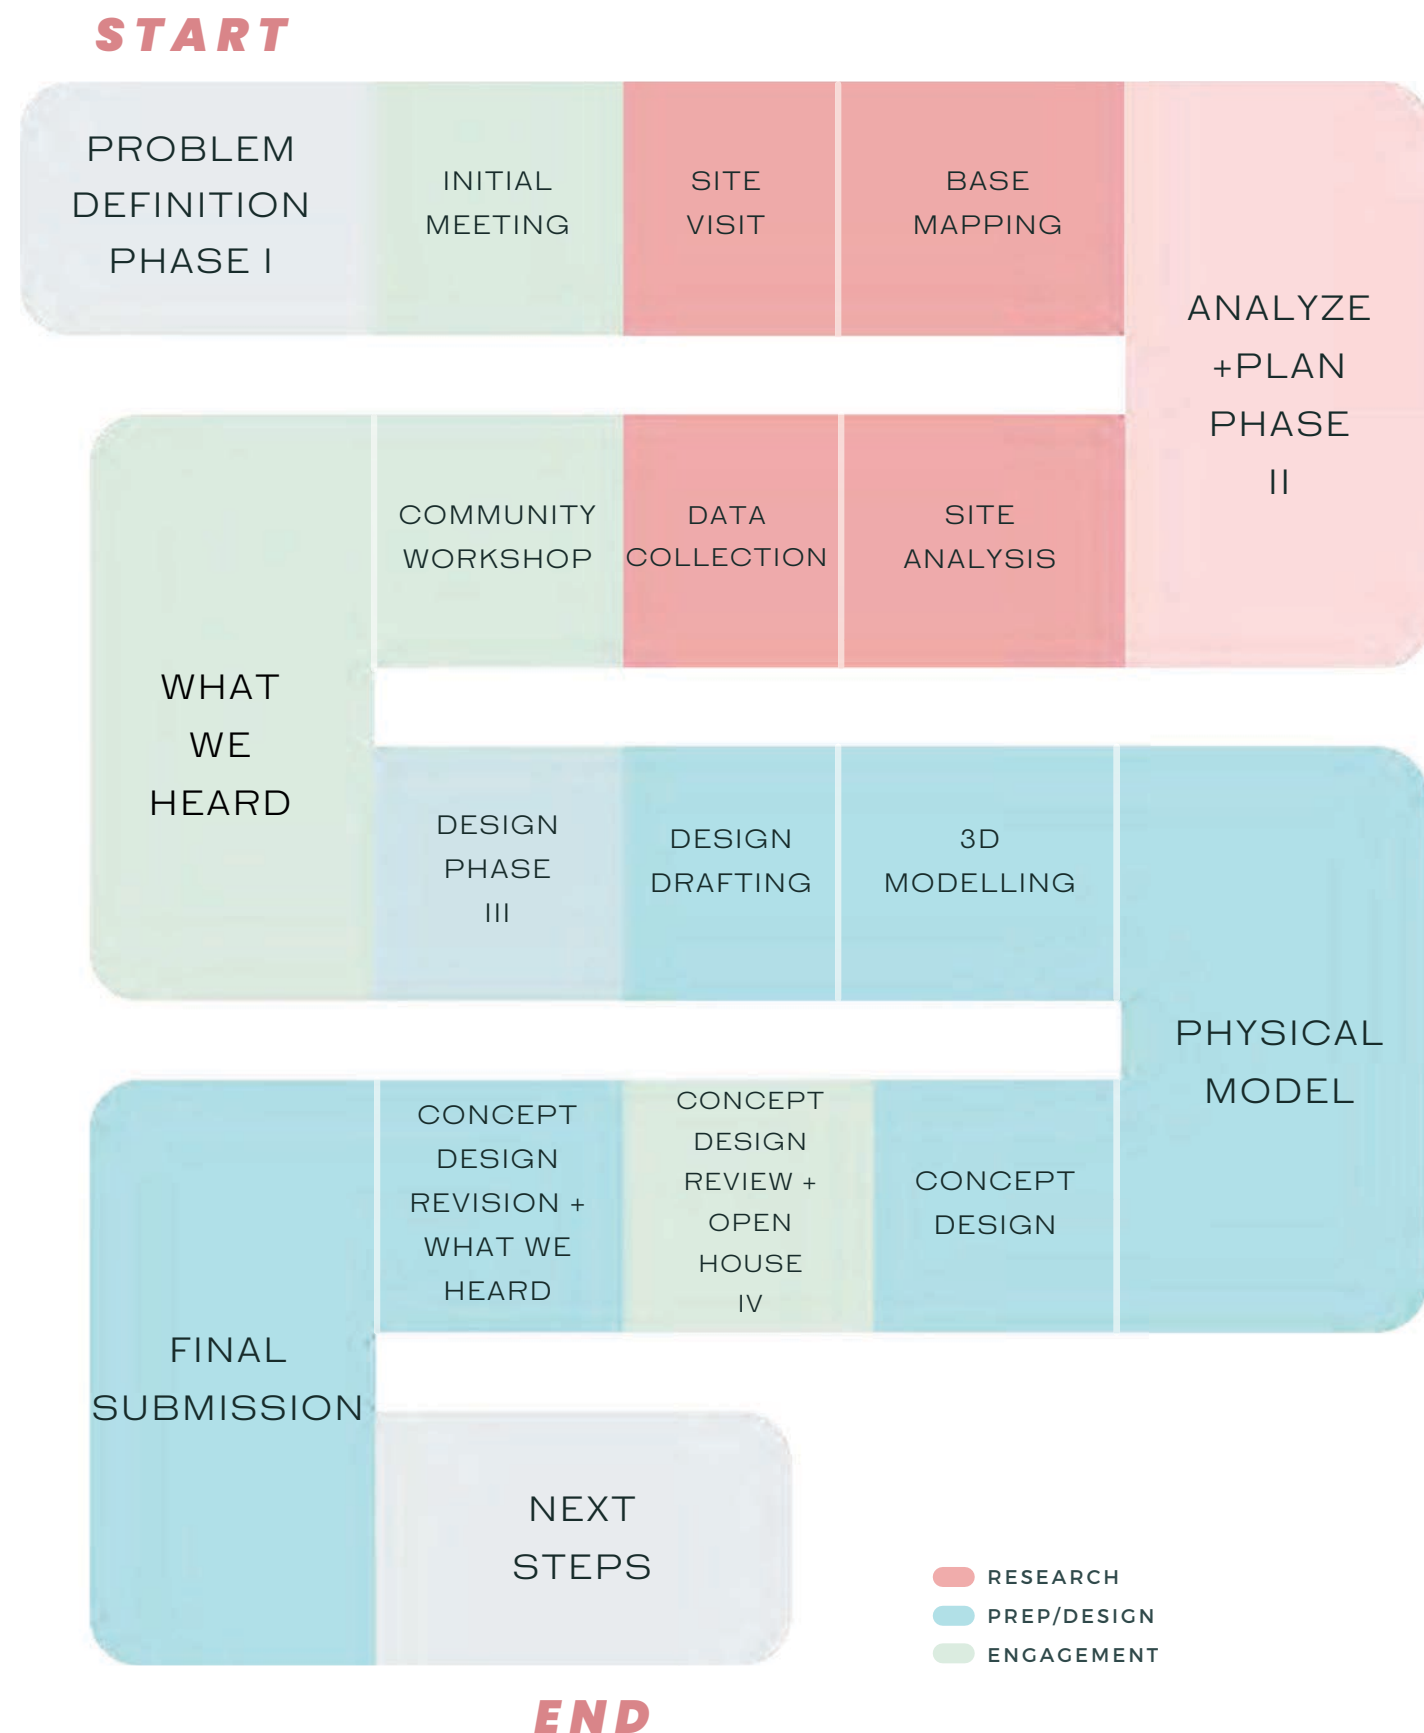 START
PROBLEM
DEFINITION
PHASE I
INITIAL
MEETING
SITE
VISIT
BASE
MAPPING
ANALYZE
+PLAN
PHASE
II
SITE
ANALYSIS
DATA
COLLECTION
COMMUNITY
WORKSHOP
WHAT
WE
HEARD
DESIGN
PHASE
III
DESIGN
DRAFTING
3D
MODELLING
PHYSICAL
MODEL
CONCEPT
DESIGN
CONCEPT
DESIGN
REVIEW +
OPEN
HOUSE
IV
CONCEPT
DESIGN
REVISION +
WHAT WE
HEARD
FINAL
SUBMISSION
NEXT
STEPS
RESEARCH
PREP/DESIGN
ENGAGEMENT
END